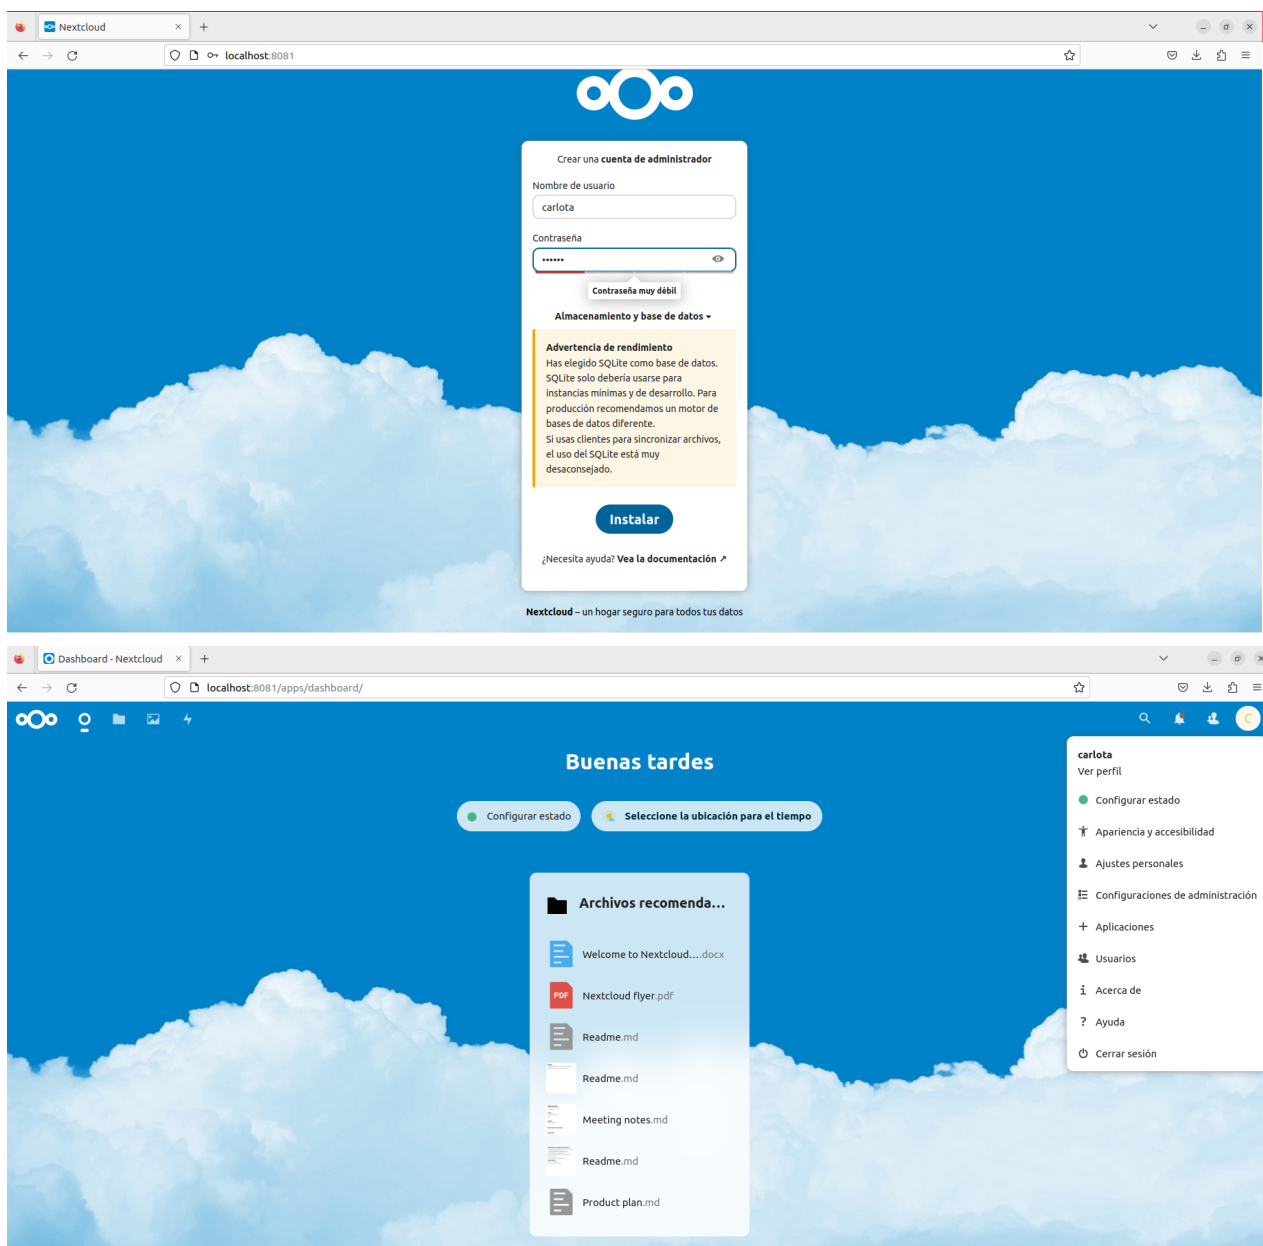 Nextcloud
localhost:8081
Crear una cuenta de administrador
Nombre de usuario
carlota
Contraseña
••••••
Contraseña muy débil
Almacenamiento y base de datos
Advertencia de rendimiento
Has elegido SQLite como base de datos.
SQLite solo debería usarse para
instancias mínimas y de desarrollo. Para
producción recomendamos un motor de
bases de datos diferente.
Si usas clientes para sincronizar archivos,
el uso del SQLite está muy
desaconsejado.
Instalar
¿Necesita ayuda? Vea la documentación ↗
Nextcloud – un hogar seguro para todos tus datos
Dashboard - Nextcloud
localhost:8081/apps/dashboard/
C
Buenas tardes
Configurar estado
Seleccione la ubicación para el tiempo
Archivos recomenda...
Welcome to Nextcloud....docx
PDF
Nextcloud flyer.pdf
Readme.md
Readme.md
Meeting notes.md
Readme.md
Product plan.md
carlota
Ver perfil
Configurar estado
Apariencia y accesibilidad
Ajustes personales
Configuraciones de administración
Aplicaciones
Usuarios
Acerca de
Ayuda
Cerrar sesión